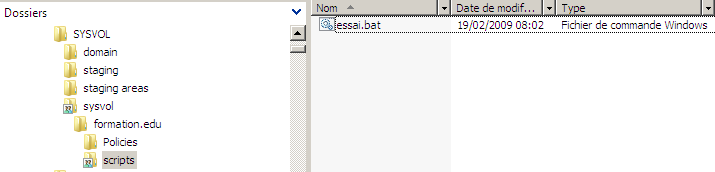 Dossiers
SYSVOL
domain
staging
staging areas
sysvol
formation.edu
Policies
scripts
Nom Date de modif... Type
essai.bat 19/02/2009 08:02 Fichier de commande Windows